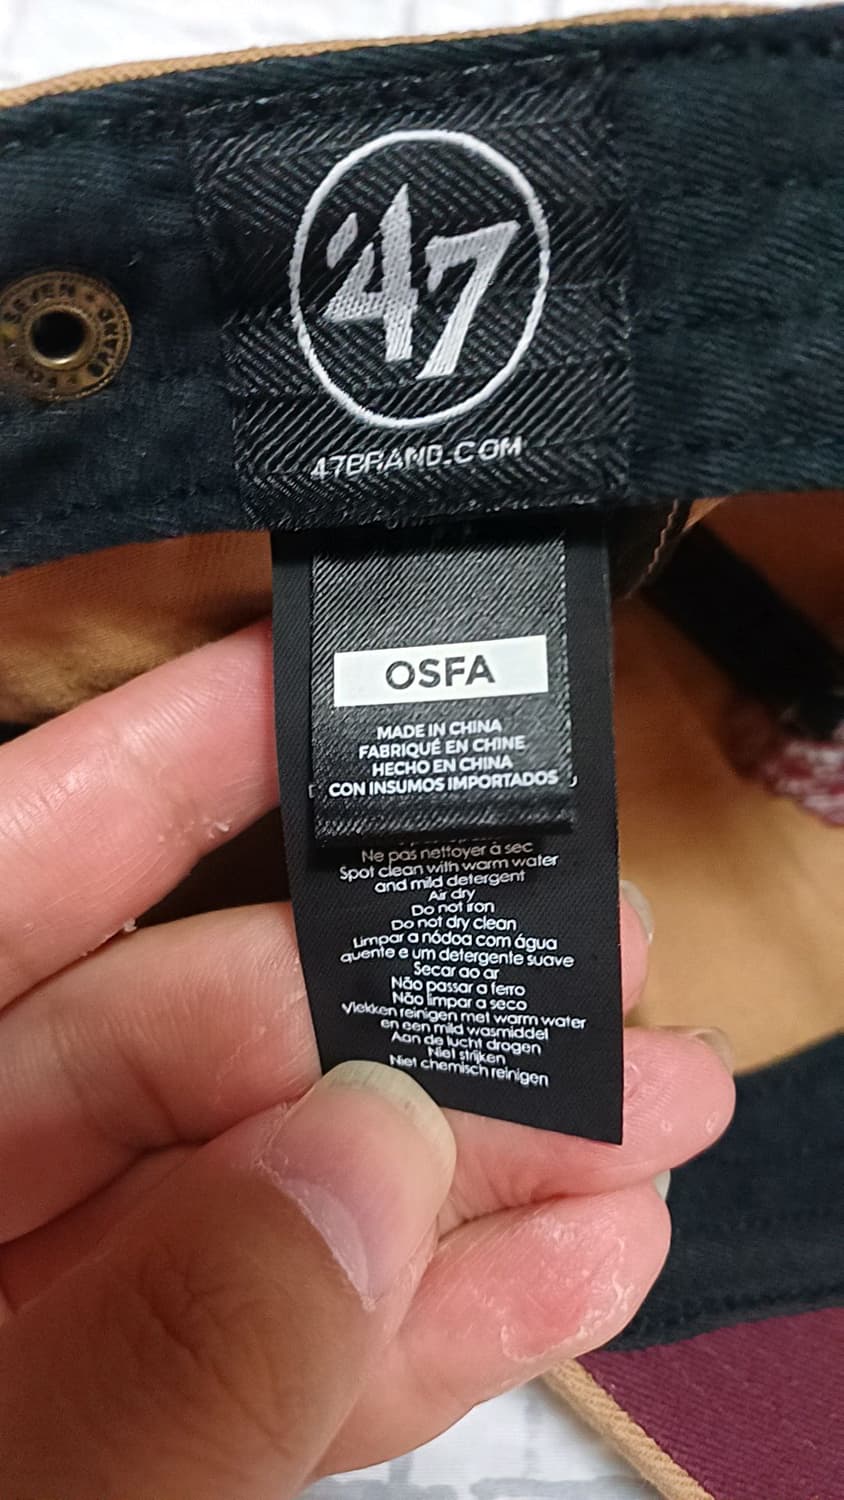 '47
47BRAND.COM
SEVEN
OSFA
MADE IN CHINA
FABRIQUÉ EN CHINE
HECHO EN CHINA
CON INSUMOS IMPORTADOS
Ne pas nettoyer à sec
Spot clean with warm water
and mild detergent
Air dry
Do not iron
Do not dry clean
Limpar a nódoa com água
quente e um detergente suave
Secar ao ar
Não passar a ferro
Não limpar a seco
Vlekken reinigen met warm water
en een mild wasmiddel
Aan de lucht drogen
Niet strijken
Niet chemisch reinigen